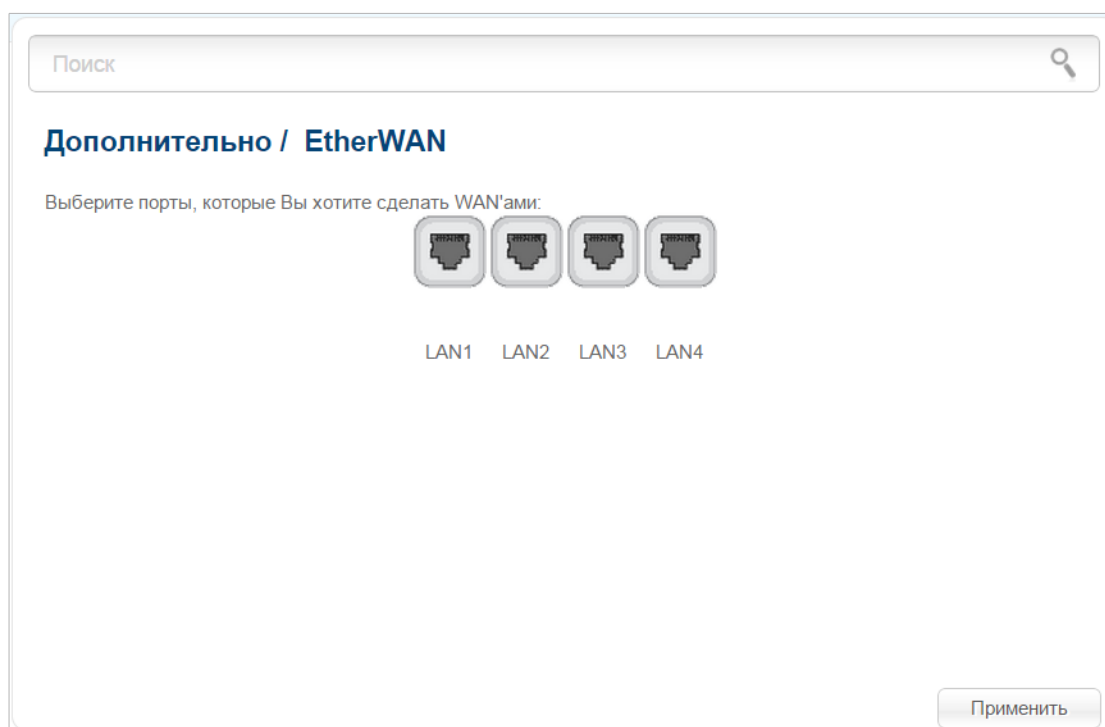 Поиск
Дополнительно / EtherWAN
Выберите порты, которые Вы хотите сделать WAN'ами:
LAN1 LAN2 LAN3 LAN4
Применить